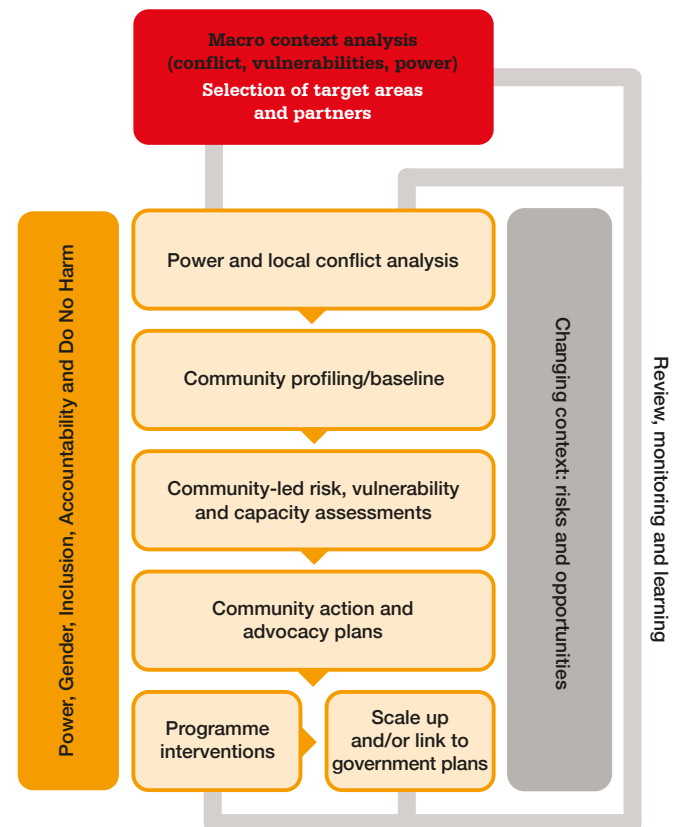 Macro context analysis
(conflict, vulnerabilities, power)
Selection of target areas
and partners
Power, Gender, Inclusion, Accountability and Do No Harm
Power and local conflict analysis
Community profiling/baseline
Community-led risk, vulnerability
and capacity assessments
Community action and
advocacy plans
Programme
interventions
Scale up
and/or link to
government plans
Changing context: risks and
opportunities
Review, monitoring and learning